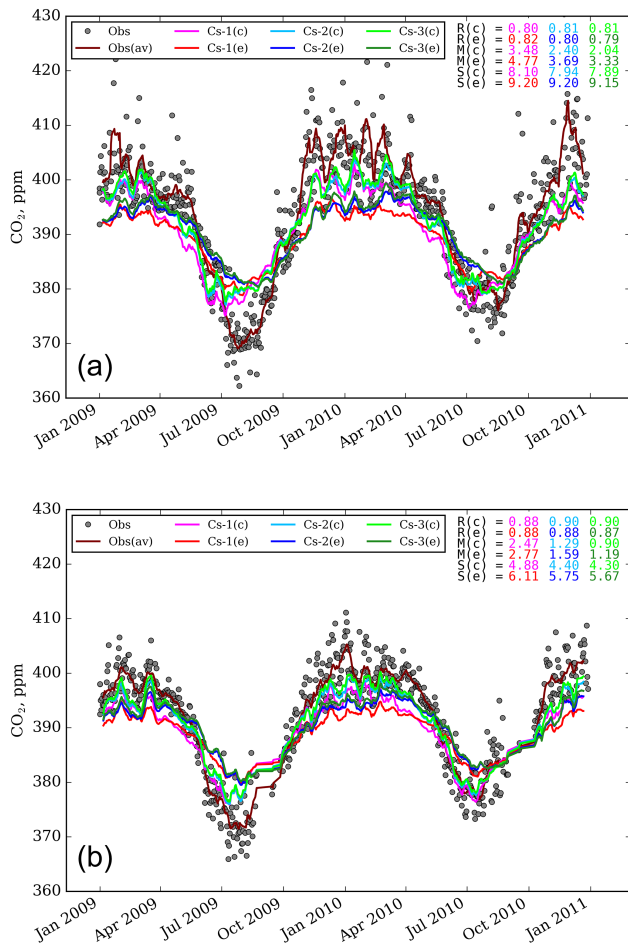 430
420
410
400
390
380
370
360
CO2, ppm
Obs Cs-1(c) Cs-2(c) Cs-3(c)
Obs(av) Cs-1(e) Cs-2(e) Cs-3(e)
R(c) = 0.80 0.81 0.81
R(e) = 0.82 0.80 0.79
M(c) = 3.48 2.40 2.04
M(e) = 4.77 3.69 3.33
S(c) = 8.10 7.94 7.89
S(e) = 9.20 9.20 9.15
(a)
Jan 2009 Apr 2009 Jul 2009 Oct 2009 Jan 2010 Apr 2010 Jul 2010 Oct 2010 Jan 2011
430
420
410
400
390
380
370
360
CO2, ppm
Obs Cs-1(c) Cs-2(c) Cs-3(c)
Obs(av) Cs-1(e) Cs-2(e) Cs-3(e)
R(c) = 0.88 0.90 0.90
R(e) = 0.88 0.88 0.87
M(c) = 2.47 1.29 0.90
M(e) = 2.77 1.59 1.19
S(c) = 4.88 4.40 4.30
S(e) = 6.11 5.75 5.67
(b)
Jan 2009 Apr 2009 Jul 2009 Oct 2009 Jan 2010 Apr 2010 Jul 2010 Oct 2010 Jan 2011